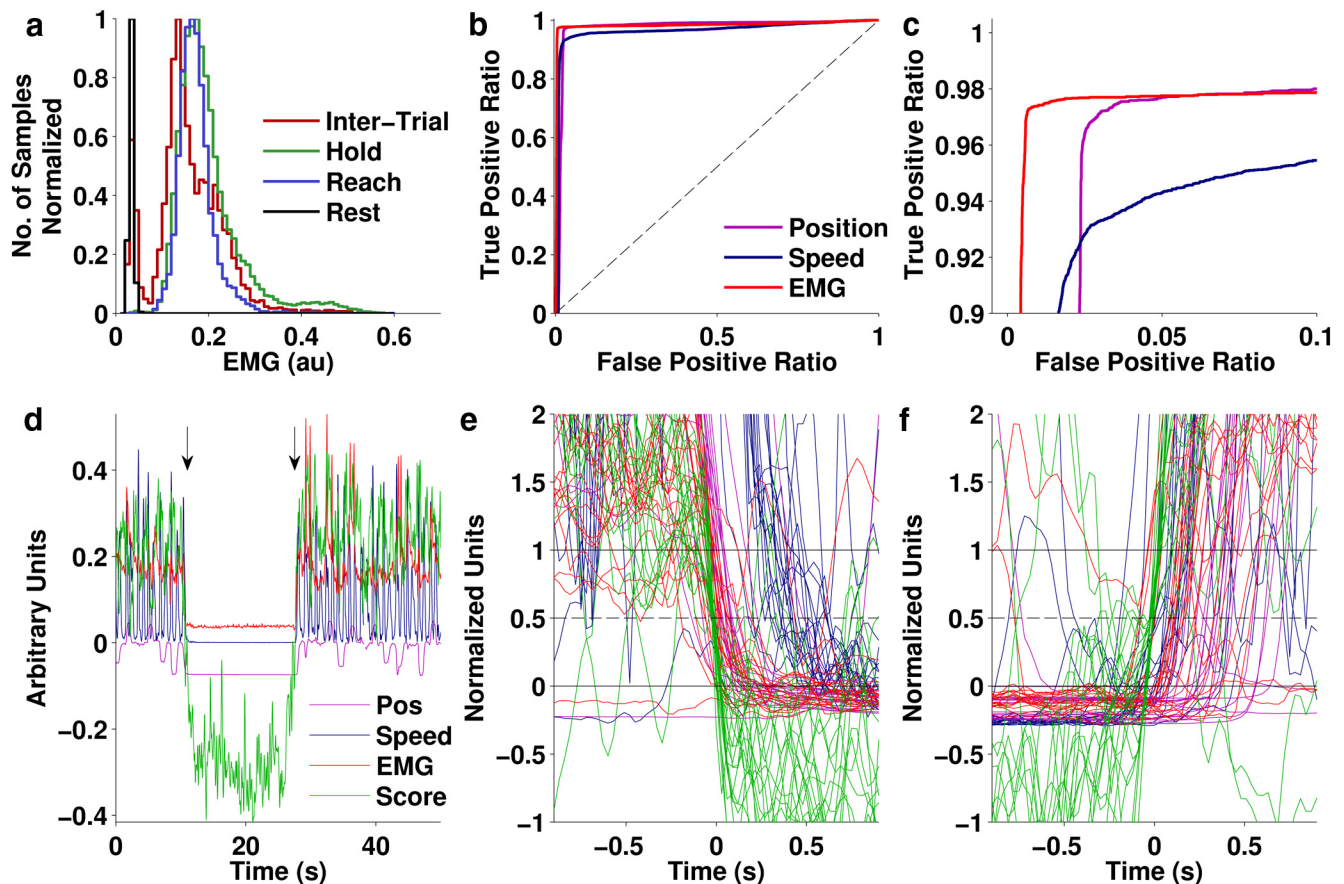 a
1
0.8
0.6
0.4
0.2
0
No. of Samples
Normalized
Inter-Trial
Hold
Reach
Rest
0
0.2
0.4
0.6
EMG (au)
b
1
0.8
0.6
0.4
0.2
0
True Positive Ratio
Position
Speed
EMG
0
0.5
1
False Positive Ratio
c
1
0.98
0.96
0.94
0.92
0.9
True Positive Ratio
0
0.05
0.1
False Positive Ratio
d
0.4
0.2
0
−0.2
−0.4
Arbitrary Units
Pos
Speed
EMG
Score
0
20
40
Time (s)
e
2
1.5
1
0.5
0
−0.5
−1
Normalized Units
−0.5
0
0.5
Time (s)
f
2
1.5
1
0.5
0
−0.5
−1
Normalized Units
−0.5
0
0.5
Time (s)